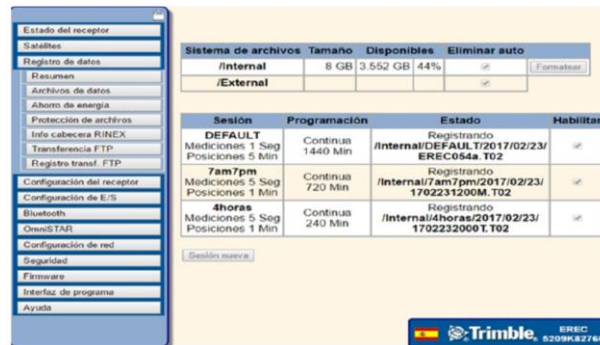 Estado del receptor
Satélites
Registro de datos
Resumen
Archivos de datos
Ahorro de energía
Protección de archivos
Info cabecera RINEX
Transferencia FTP
Registro transf. FTP
Configuración del receptor
Configuración de E/S
Bluetooth
OmniSTAR
Configuración de red
Seguridad
Firmware
Interfaz de programa
Ayuda
Sistema de archivos Tamaño Disponibles Eliminar auto
/Internal 8 GB 3.552 GB 44% Formatear
/External
Sesión Programación Estado Habilitar
DEFAULT
Mediciones 1 Seg
Posiciones 5 Min
Continua
1440 Min
Registrando
/Internal/DEFAULT/2017/02/23/
EREC054a.T02
7am7pm
Mediciones 5 Seg
Posiciones 1 Min
Continua
720 Min
Registrando
/Internal/7am7pm/2017/02/23/
1702231200M.T02
4horas
Mediciones 5 Seg
Posiciones 1 Min
Continua
240 Min
Registrando
/Internal/4horas/2017/02/23/
1702232000T.T02
Sesión nueva
Trimble
EREC